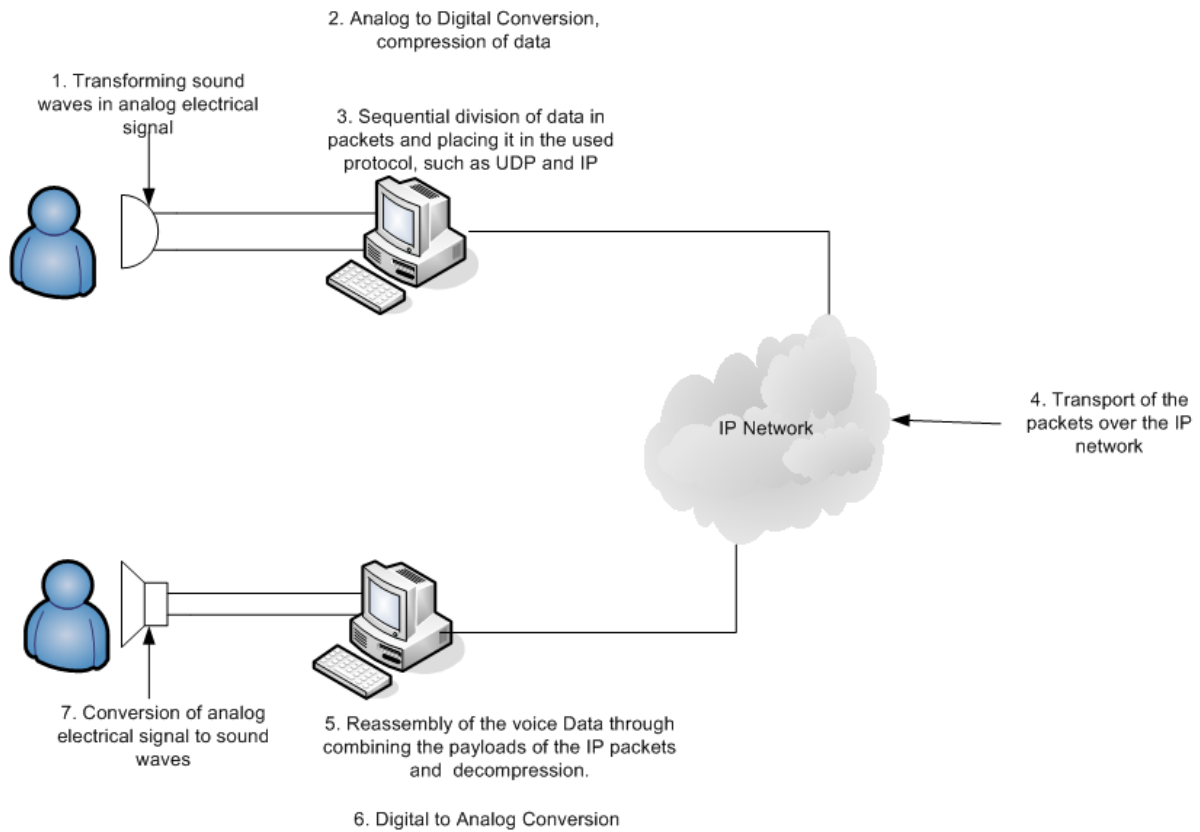 2. Analog to Digital Conversion,
compression of data
1. Transforming sound
waves in analog electrical
signal
3. Sequential division of data in
packets and placing it in the used
protocol, such as UDP and IP
IP Network
4. Transport of the
packets over the IP
network
7. Conversion of analog
electrical signal to sound
waves
5. Reassembly of the voice Data through
combining the payloads of the IP packets
and decompression.
6. Digital to Analog Conversion